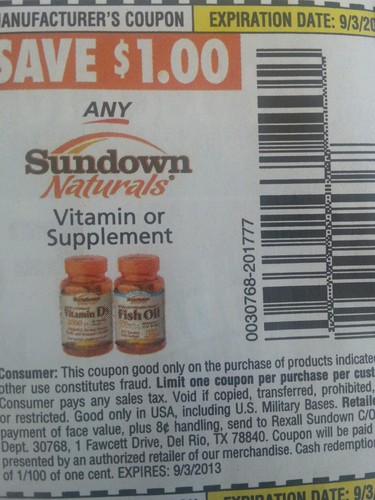 MANUFACTURER'S COUPON
EXPIRATION DATE: 9/3/20
SAVE $1.00
ANY
Sundown
Naturals®
Vitamin or
Supplement
Sundown
Vitamin D3
Sundown
Fish Oil
0030768-201777
Consumer: This coupon good only on the purchase of products indicate
other use constitutes fraud. Limit one coupon per purchase per cust
Consumer pays any sales tax. Void if copied, transferred, prohibited,
or restricted. Good only in USA, including U.S. Military Bases. Retaile
payment of face value, plus 8¢ handling, send to Rexall Sundown C/O
Dept. 30768, 1 Fawcett Drive, Del Rio, TX 78840. Coupon will be paid
presented by an authorized retailer of our merchandise. Cash redemption
of 1/100 of one cent. EXPIRES: 9/3/2013
EXPIRATION DATE: 9/3